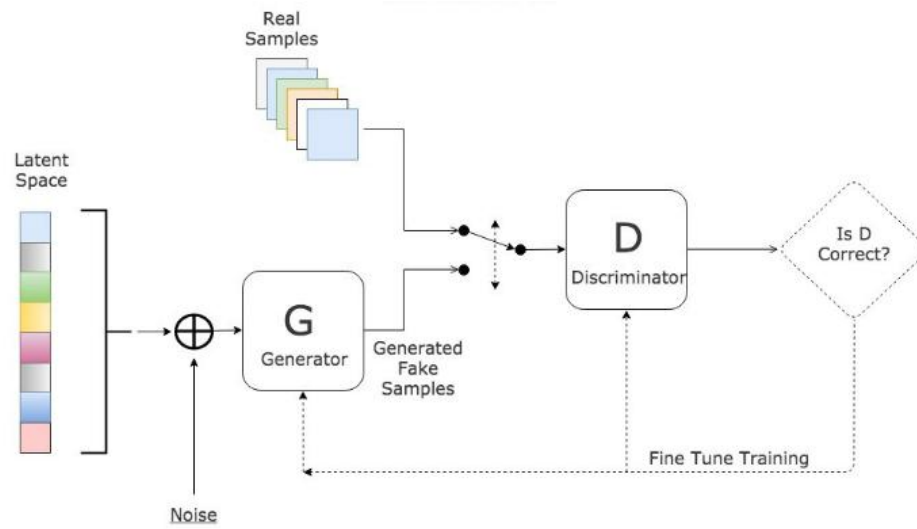 Real
Samples
Latent
Space
G
Generator
Generated
Fake
Samples
D
Discriminator
Is D
Correct?
Fine Tune Training
Noise